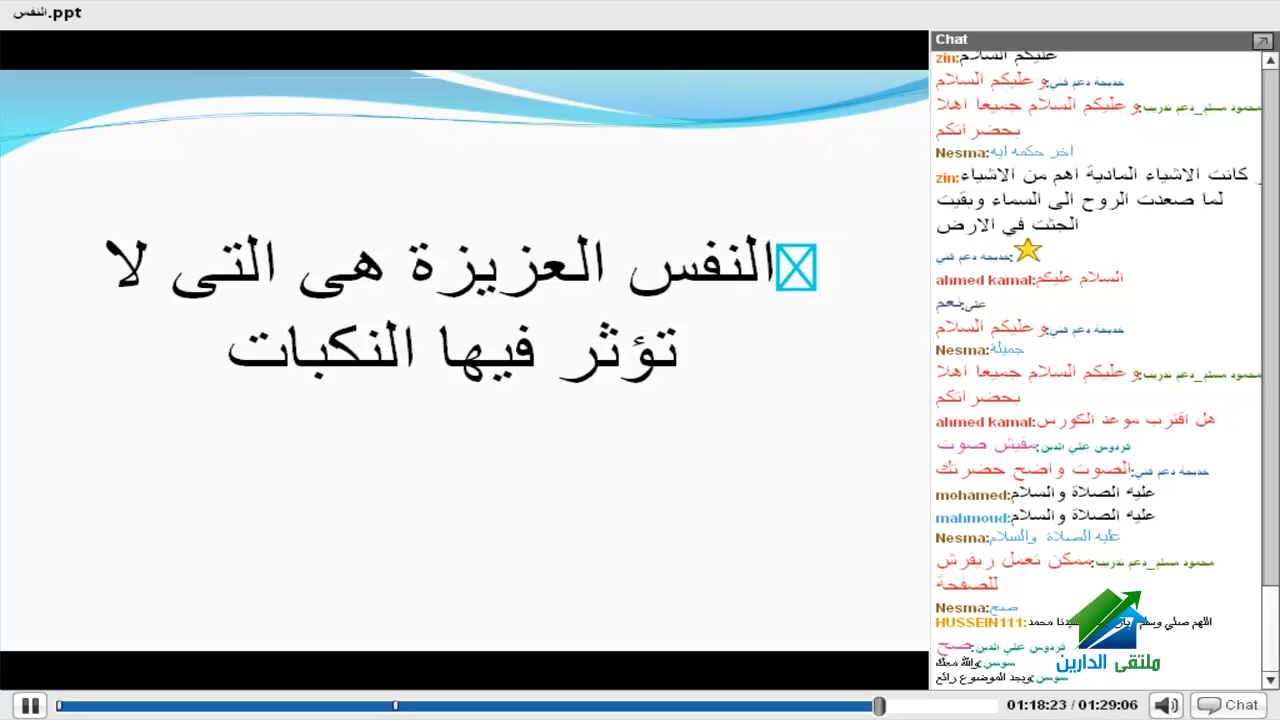 النفس.ppt
النفس العزيزة هى التى لا
تؤثر فيها النكبات
Chat
zin:عليكم السلام
خديجة دعم فني:و عليكم السلام
محمود مسلم_دعم تدريب:و عليكم السلام جميعا اهلا
بحضراتكم
Nesma:اخر حكمه ايه
zin:كانت الاشياء المادية اهم من الاشياء
لما صعدت الروح الى السماء وبقيت
الجثث في الارض
خديجة دعم فني:
ahmed kamal:السلام عليكم
على:نعم
خديجة دعم فني:و عليكم السلام
Nesma:جميلة
محمود مسلم_دعم تدريب:و عليكم السلام جميعا اهلا
بحضراتكم
ahmed kamal:هل اقترب موعد الكورس
فردوس علي الدين:مفيش صوت
خديجة دعم فني:الصوت واضح حضرتك
mohamed:عليه الصلاة والسلام
mahmoud:عليه الصلاة والسلام
Nesma:عليه الصلاة والسلام
محمود مسلم_دعم تدريب:ممكن تعمل ريفرش
للصفحة
Nesma:صح
HUSSEIN111:اللهم صلي وسلم سيدنا محمد
فردوس علي الدين:صح
سوسن:والله معك
سوسن:وبجد الموضوع رائع
ملتقى الدارين
01:18:23 / 01:29:06
Chat